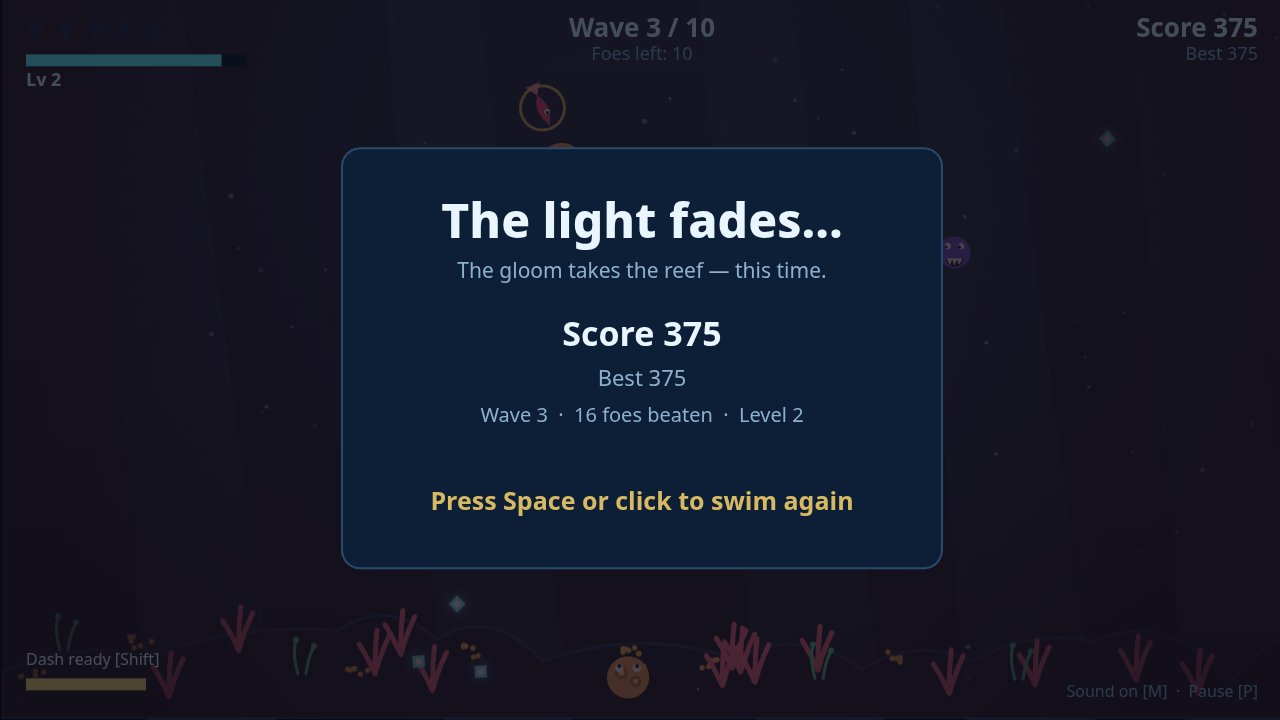 Wave 3 / 10
Foes left: 10
Score 375
Best 375
Lv 2
The light fades...
The gloom takes the reef — this time.
Score 375
Best 375
Wave 3 · 16 foes beaten · Level 2
Press Space or click to swim again
Dash ready [Shift]
Sound on [M] · Pause [P]